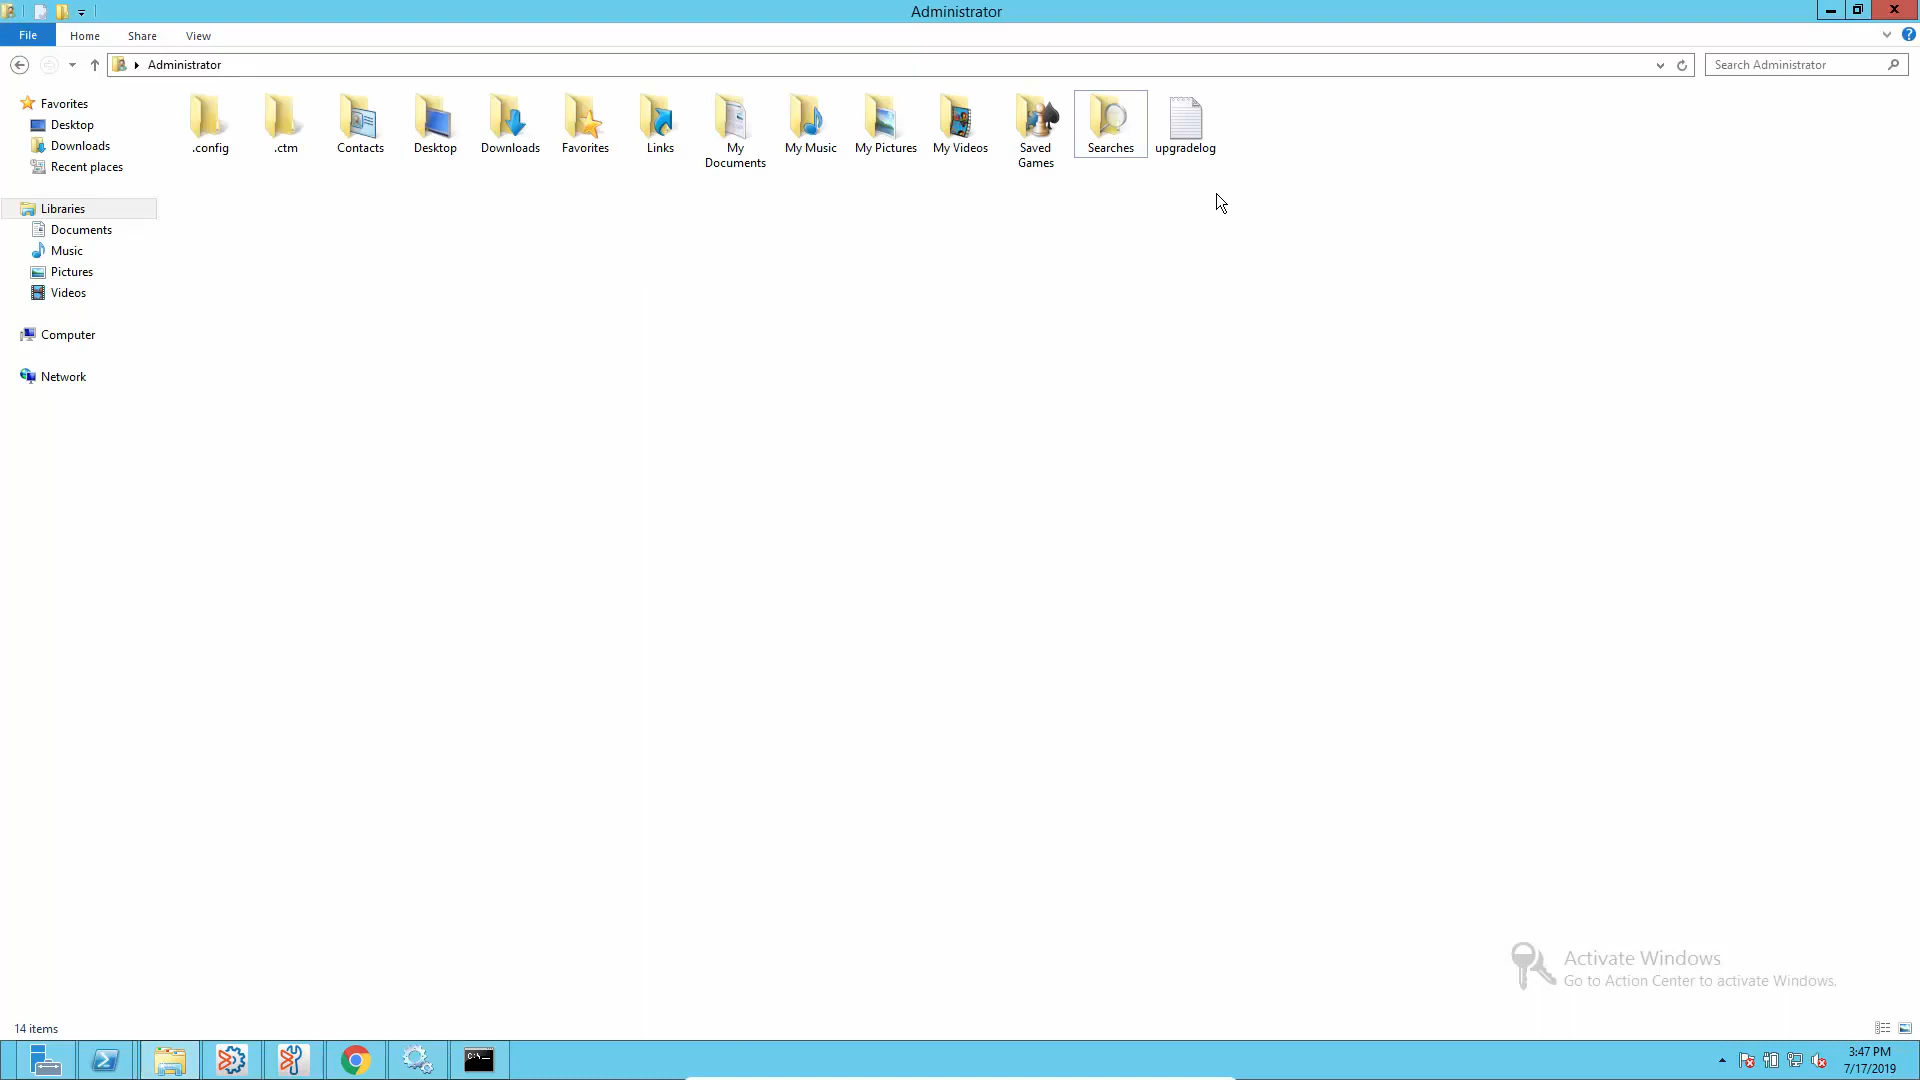 Administrator
File
Home
Share
View
Administrator
Search Administrator
Favorites
Desktop
Downloads
Recent places
Libraries
Documents
Music
Pictures
Videos
Computer
Network
.config
.ctm
Contacts
Desktop
Downloads
Favorites
Links
My
Documents
My Music
My Pictures
My Videos
Saved
Games
Searches
upgradelog
Activate Windows
Go to Action Center to activate Windows.
14 items
C:\_
3:47 PM
7/17/2019